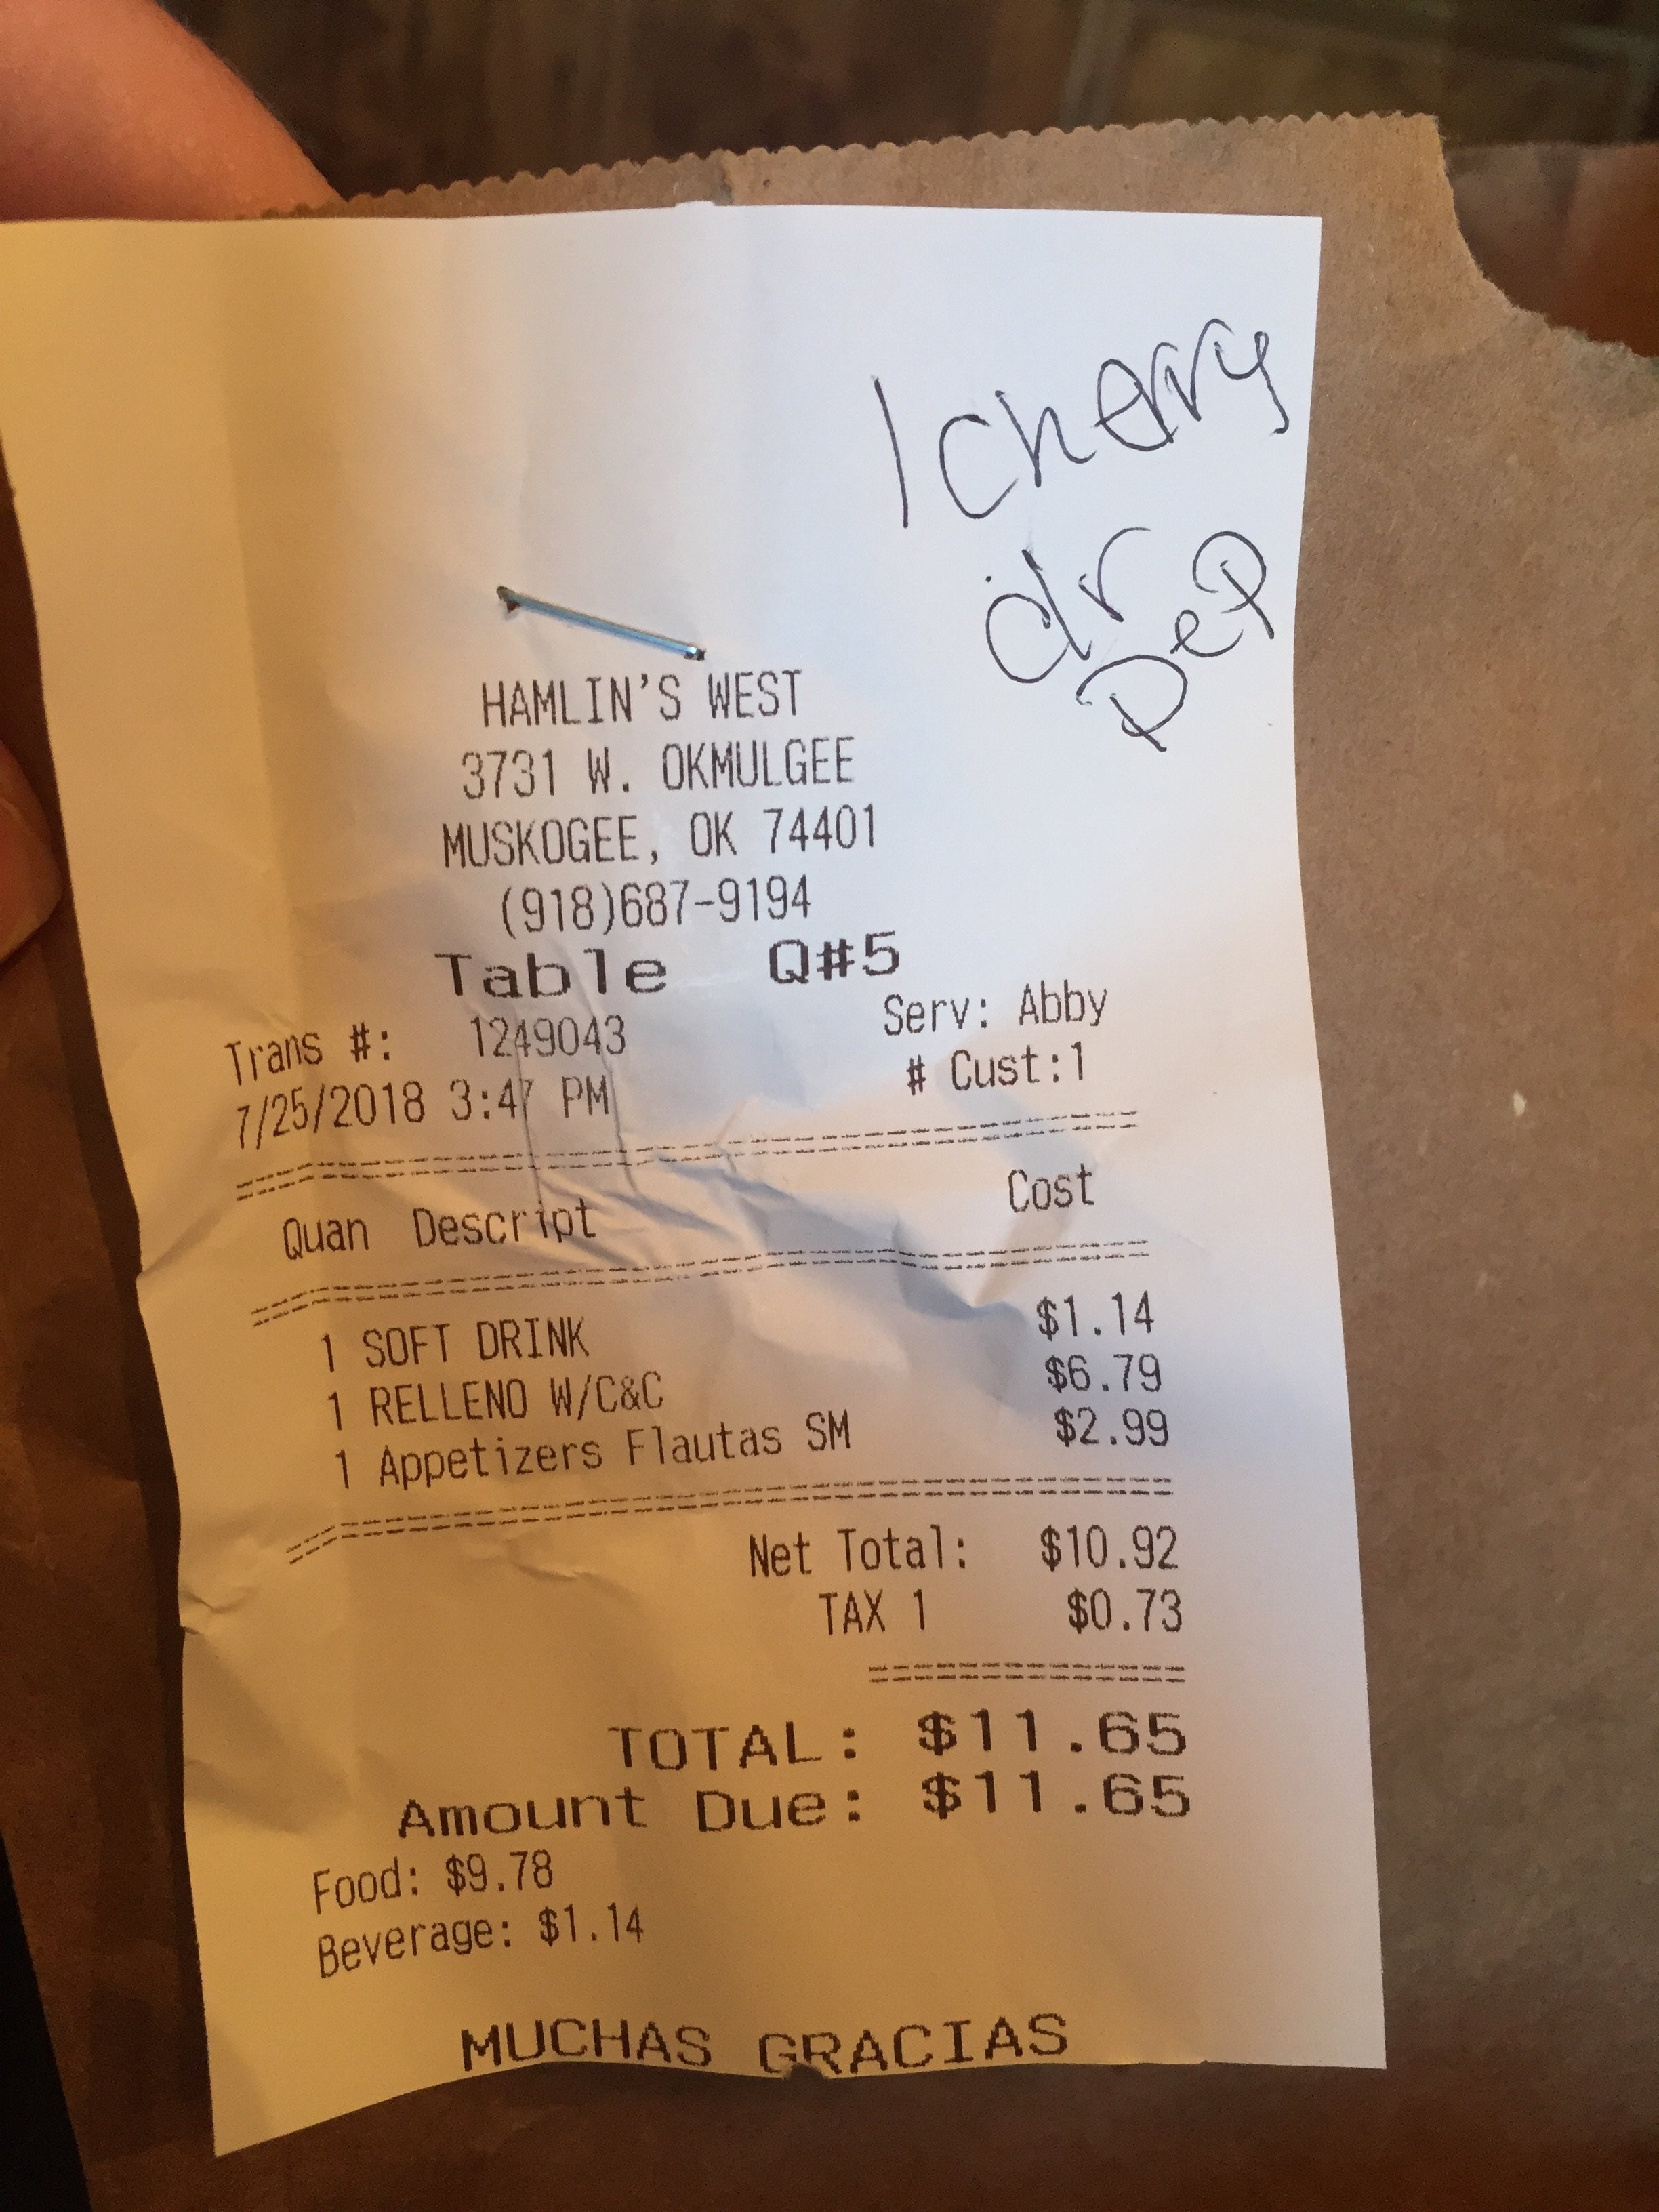 1 cherry
dr
pep
HAMLIN'S WEST
3731 W. OKMULGEE
MUSKOGEE, OK 74401
(918)687-9194
Table Q#5
Trans #: 1249043 Serv: Abby
7/25/2018 3:47 PM # Cust:1
Quan Descript Cost
1 SOFT DRINK $1.14
1 RELLENO W/C&C $6.79
1 Appetizers Flautas SM $2.99
Net Total: $10.92
TAX 1 $0.73
TOTAL: $11.65
Amount Due: $11.65
Food: $9.78
Beverage: $1.14
MUCHAS GRACIAS